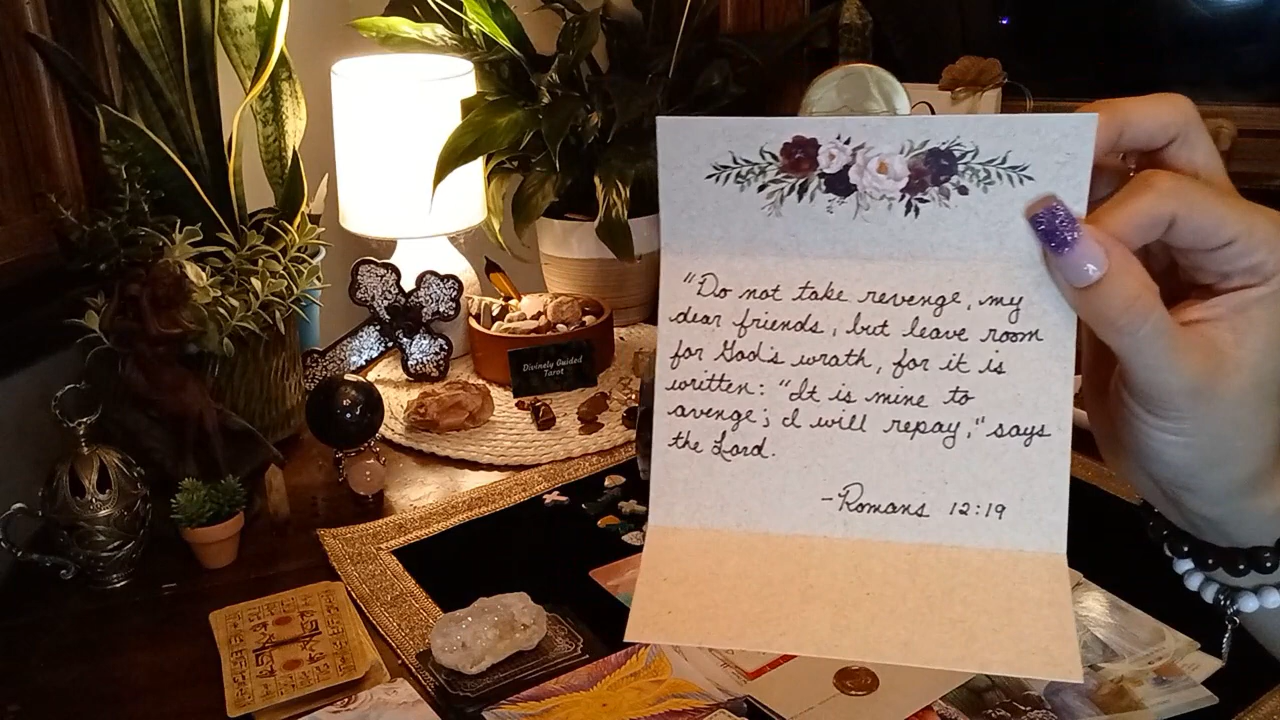 "Do not take revenge, my
dear friends, but leave room
for God's wrath, for it is
written: "It is mine to
avenge; I will repay," says
the Lord.
-Romans 12:19
Divinely Guided
Tarot